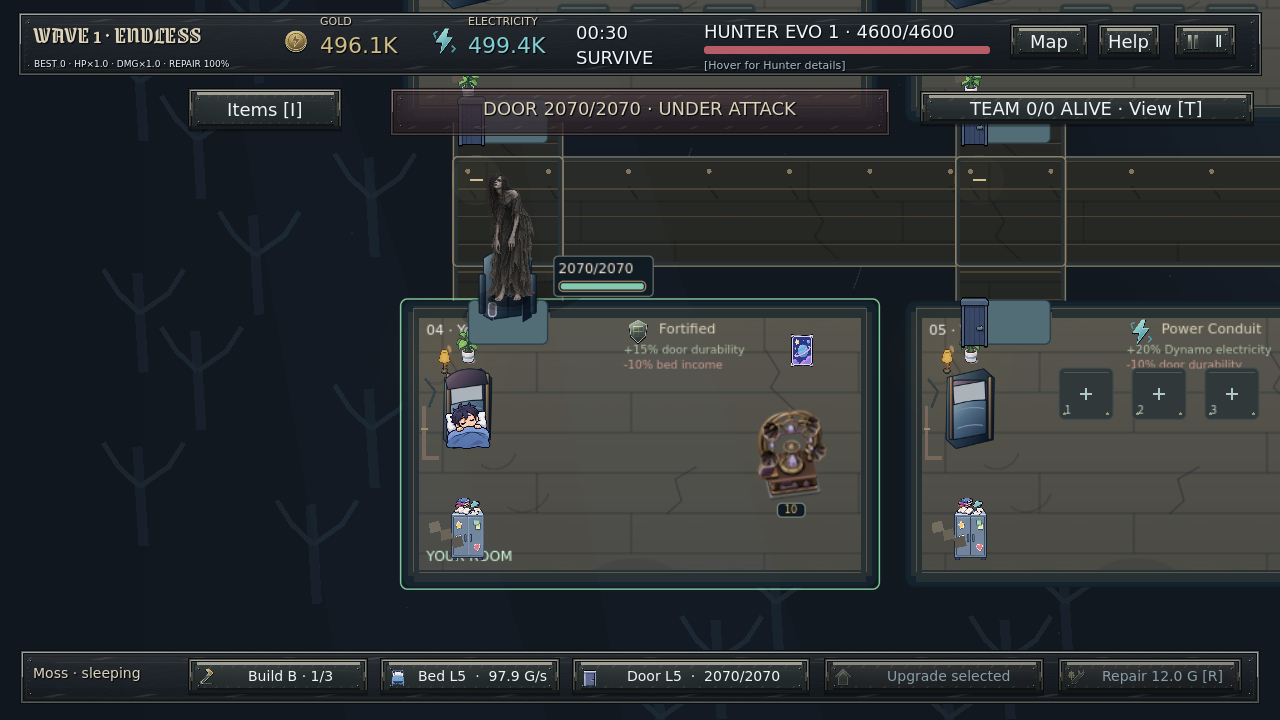 WAVE 1 · ENDLESS
BEST 0 · HP×1.0 · DMG×1.0 · REPAIR 100%
GOLD
496.1K
ELECTRICITY
499.4K
00:30
SURVIVE
HUNTER EVO 1 · 4600/4600
[Hover for Hunter details]
Map
Help
II
Items [I]
DOOR 2070/2070 · UNDER ATTACK
TEAM 0/0 ALIVE · View [T]
2070/2070
04 ·
Fortified
+15% door durability
-10% bed income
10
YOUR ROOM
05 ·
Power Conduit
+20% Dynamo electricity
-10% door durability
+
1
+
2
+
3
Moss · sleeping
Build B · 1/3
Bed L5 · 97.9 G/s
Door L5 · 2070/2070
Upgrade selected
Repair 12.0 G [R]